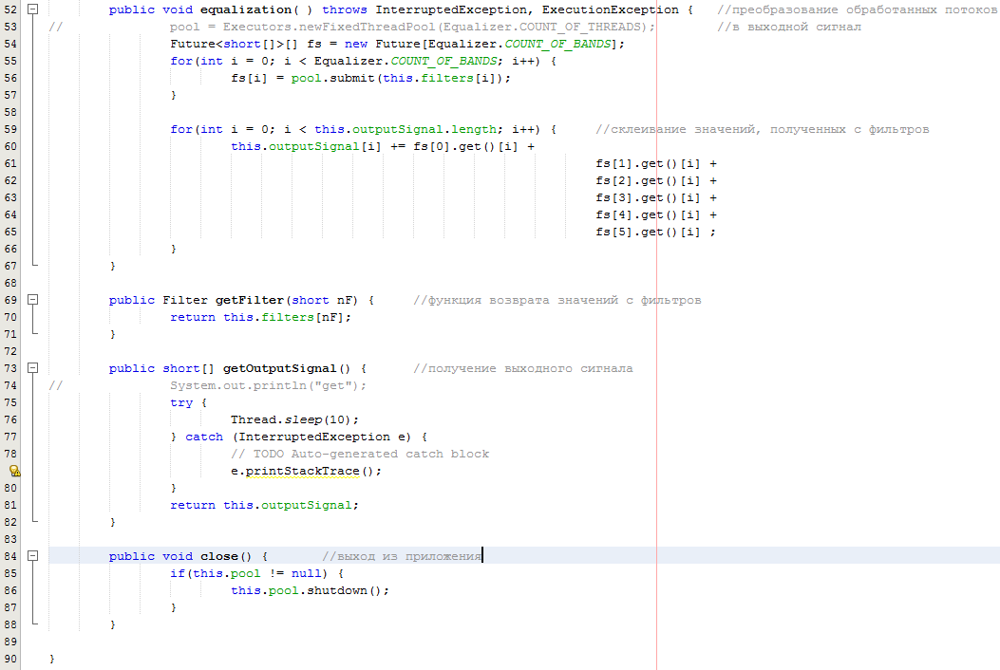 52 public void equalization( ) throws InterruptedException, ExecutionException { //преобразование обработанных потоков
53 // pool = Executors.newFixedThreadPool(Equalizer.COUNT_OF_THREADS); //в выходной сигнал
54 Future<short[]>[] fs = new Future[Equalizer.COUNT_OF_BANDS];
55 for(int i = 0; i < Equalizer.COUNT_OF_BANDS; i++) {
56 fs[i] = pool.submit(this.filters[i]);
57 }
58
59 for(int i = 0; i < this.outputSignal.length; i++) { //склеивание значений, полученных с фильтров
60 this.outputSignal[i] += fs[0].get()[i] +
61 fs[1].get()[i] +
62 fs[2].get()[i] +
63 fs[3].get()[i] +
64 fs[4].get()[i] +
65 fs[5].get()[i] ;
66 }
67 }
68
69 public Filter getFilter(short nF) { //функция возврата значений с фильтров
70 return this.filters[nF];
71 }
72
73 public short[] getOutputSignal() { //получение выходного сигнала
74 // System.out.println("get");
75 try {
76 Thread.sleep(10);
77 } catch (InterruptedException e) {
78 // TODO Auto-generated catch block
e.printStackTrace();
80 }
81 return this.outputSignal;
82 }
83
84 public void close() { //выход из приложения
85 if(this.pool != null) {
86 this.pool.shutdown();
87 }
88 }
89
90 }